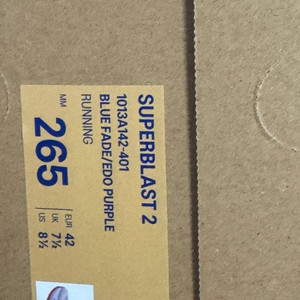 SUPERBLAST 2
1013A142-401
BLUE FADE/EDO PURPLE
RUNNING
MM
265
EUR 42
UK 7½
US 8½